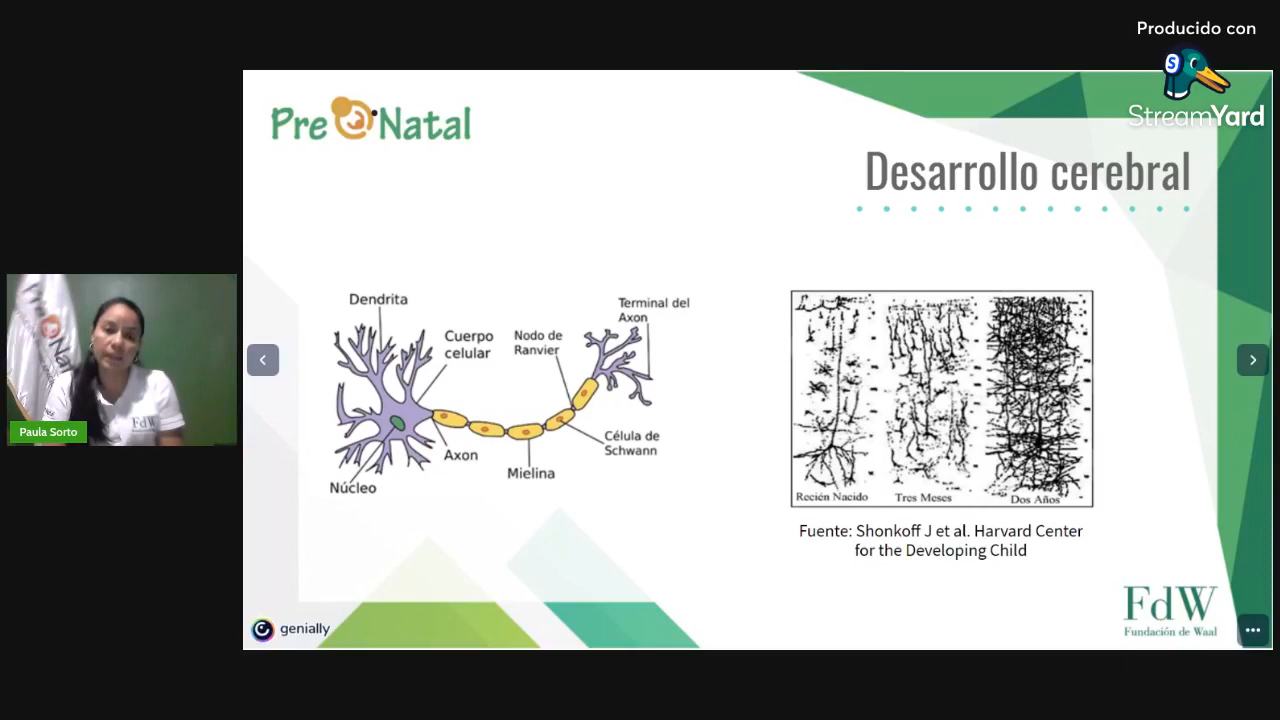 Producido con
StreamYard
Pre Natal
Desarrollo cerebral
Dendrita
Cuerpo
celular
Nodo de
Ranvier
Terminal del
Axon
Axon
Mielina
Célula de
Schwann
Núcleo
Recién Nacido
Tres Meses
Dos Años
Fuente: Shonkoff J et al. Harvard Center
for the Developing Child
FdW
Paula Sorto
genially
FdW
Fundación de Waal